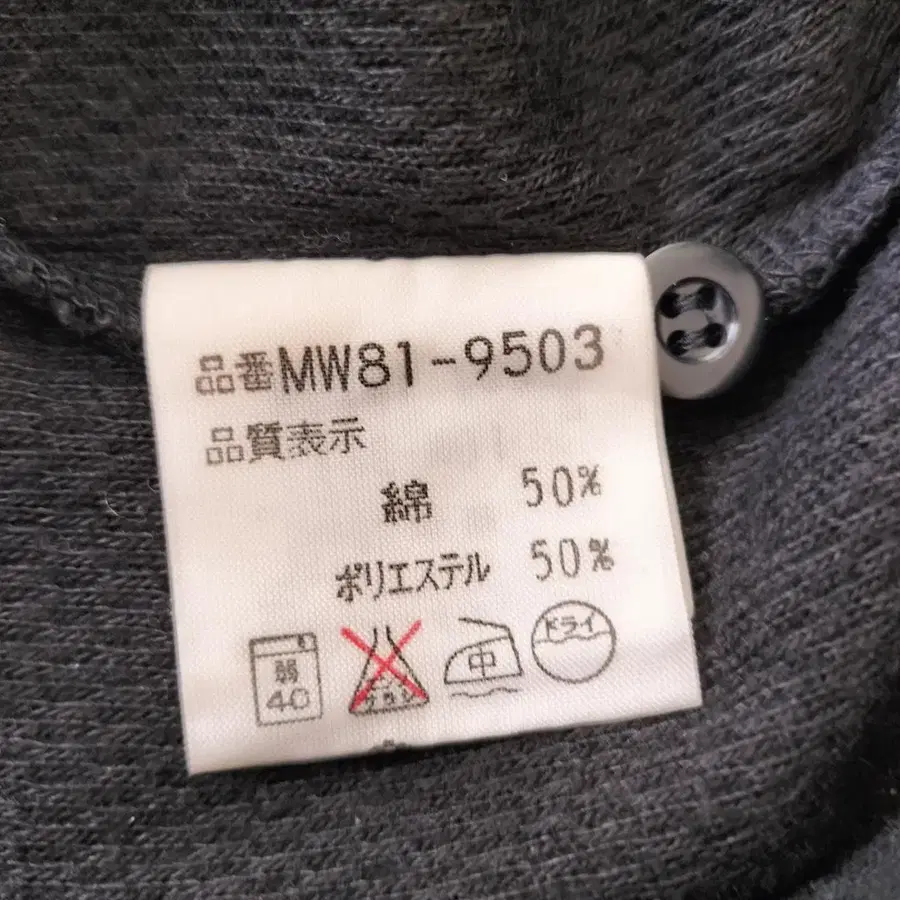 品番MW81-9503
品質表示
綿 50%
ポリエステル 50%
弱 中 ドライ
40